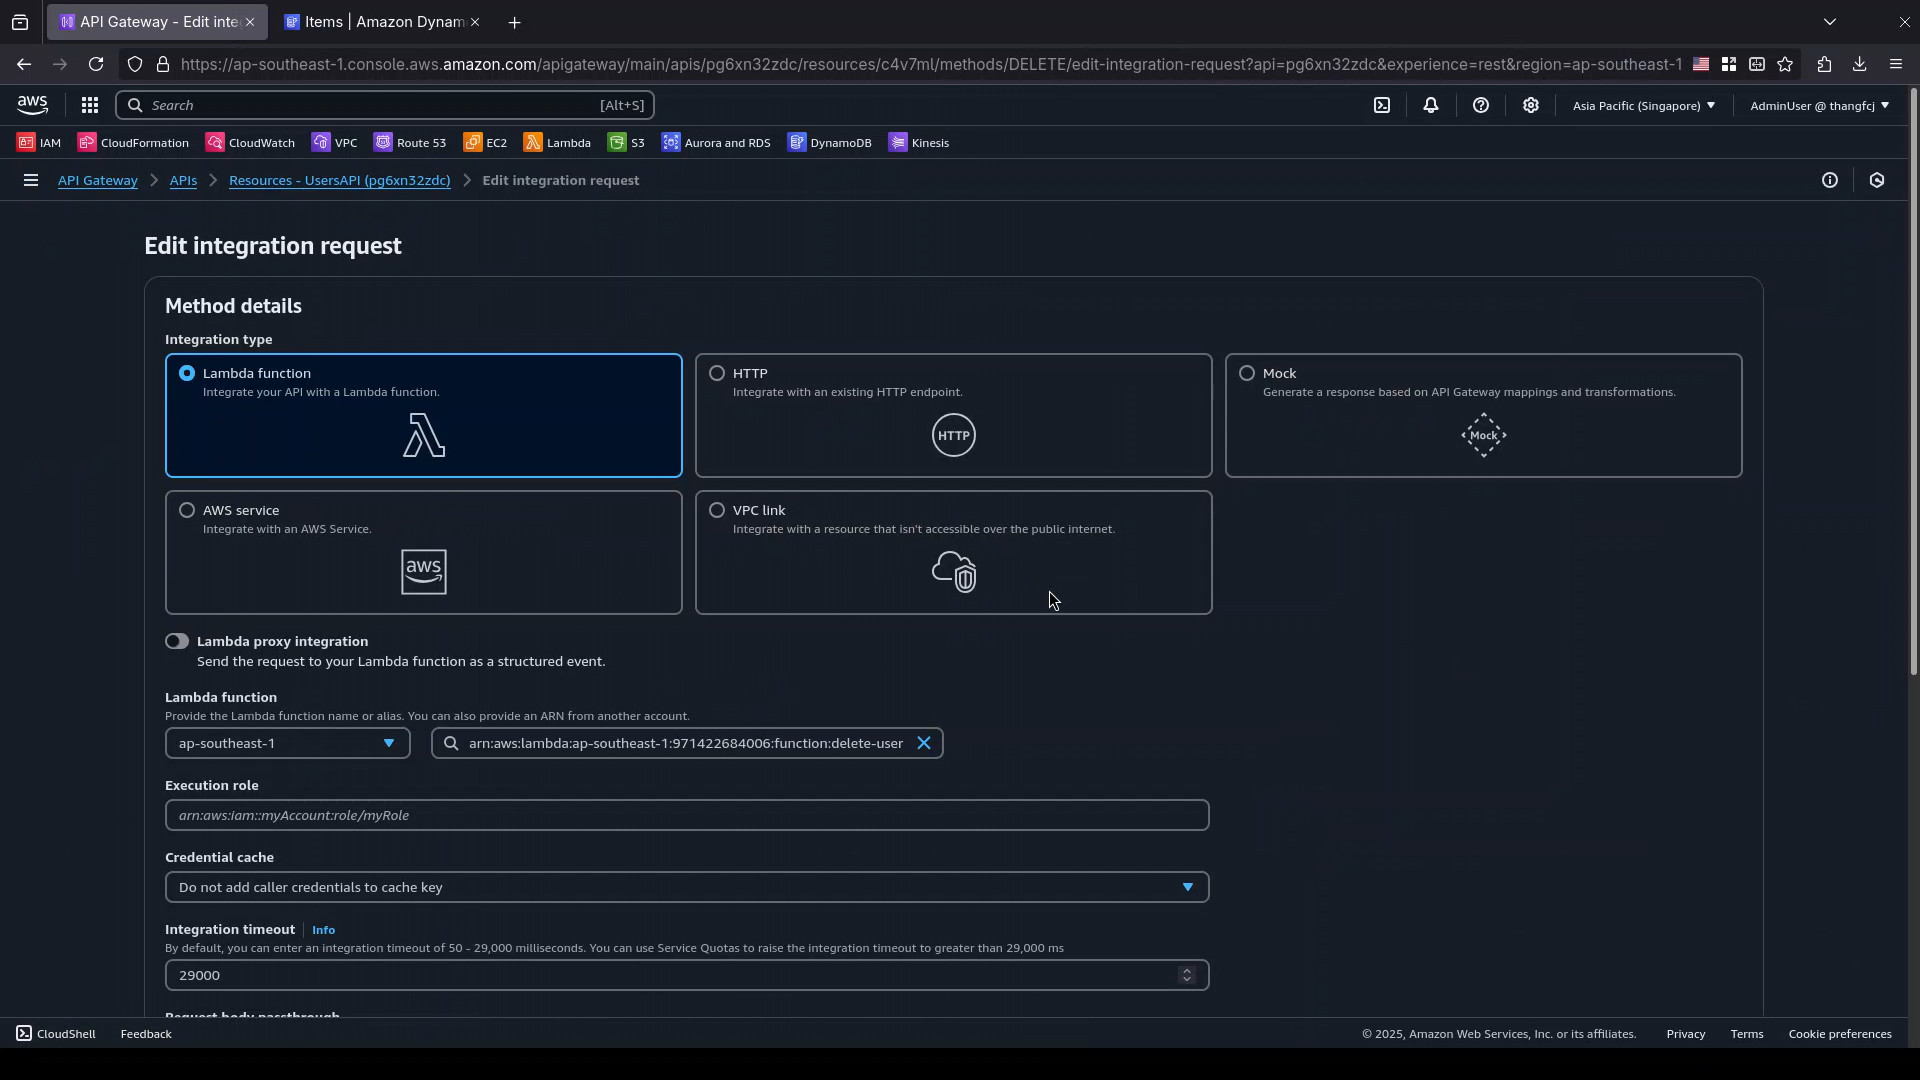 API Gateway - Edit inte
Items | Amazon Dynam
https://ap-southeast-1.console.aws.amazon.com/apigateway/main/apis/pg6xn32zdc/resources/c4v7ml/methods/DELETE/edit-integration-request?api=pg6xn32zdc&experience=rest&region=ap-southeast-1
aws
Search
[Alt+S]
Asia Pacific (Singapore)
AdminUser @ thangfcj
IAM
CloudFormation
CloudWatch
VPC
Route 53
EC2
Lambda
S3
Aurora and RDS
DynamoDB
Kinesis
API Gateway
APIs
Resources - UsersAPI (pg6xn32zdc)
Edit integration request
Edit integration request
Method details
Integration type
Lambda function
Integrate your API with a Lambda function.
HTTP
Integrate with an existing HTTP endpoint.
HTTP
Mock
Generate a response based on API Gateway mappings and transformations.
Mock
AWS service
Integrate with an AWS Service.
aws
VPC link
Integrate with a resource that isn't accessible over the public internet.
Lambda proxy integration
Send the request to your Lambda function as a structured event.
Lambda function
Provide the Lambda function name or alias. You can also provide an ARN from another account.
ap-southeast-1
arn:aws:lambda:ap-southeast-1:971422684006:function:delete-user
Execution role
arn:aws:iam::myAccount:role/myRole
Credential cache
Do not add caller credentials to cache key
Integration timeout
Info
By default, you can enter an integration timeout of 50 - 29,000 milliseconds. You can use Service Quotas to raise the integration timeout to greater than 29,000 ms
29000
Request body passthrough
CloudShell
Feedback
© 2025, Amazon Web Services, Inc. or its affiliates.
Privacy
Terms
Cookie preferences